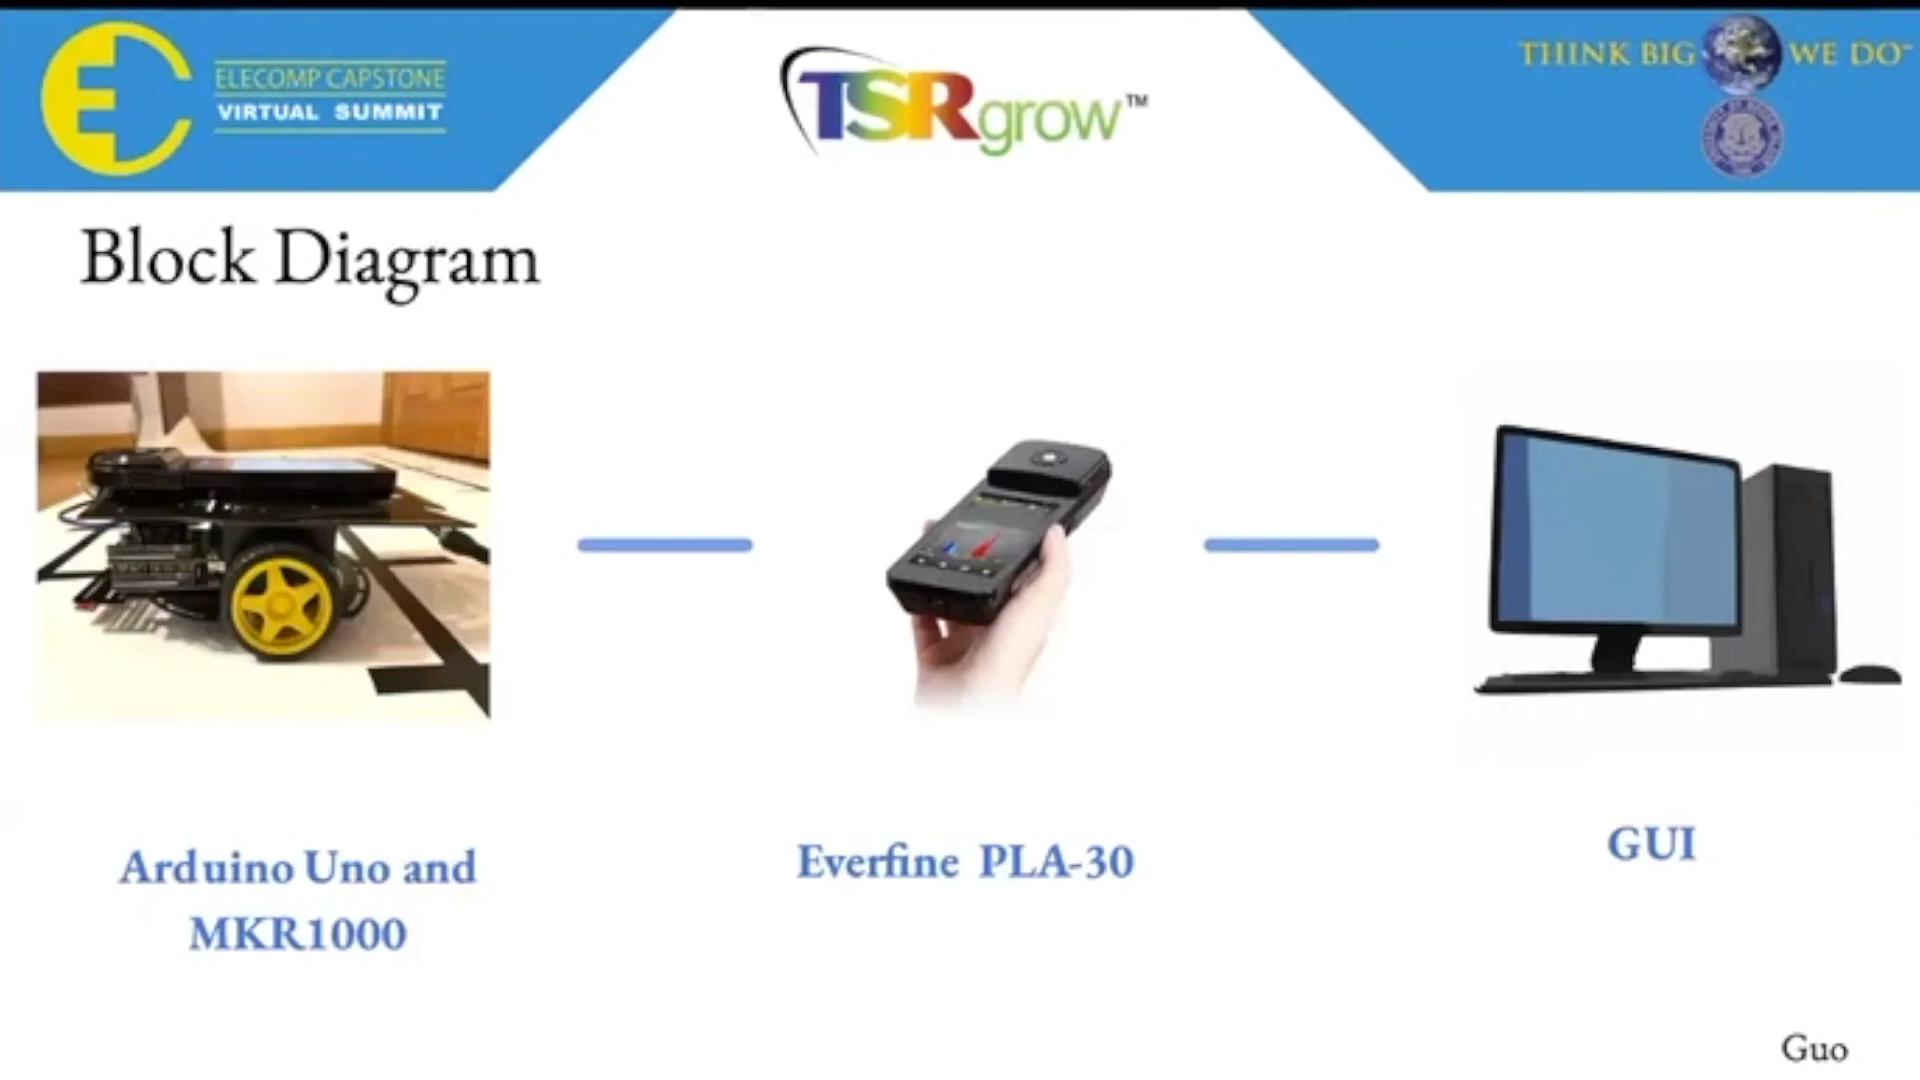 ELECOMP CAPSTONE
VIRTUAL SUMMIT
TSRgrow™
THINK BIG WE DO℠
Block Diagram
Arduino Uno and
MKR1000
Everfine PLA-30
GUI
Guo